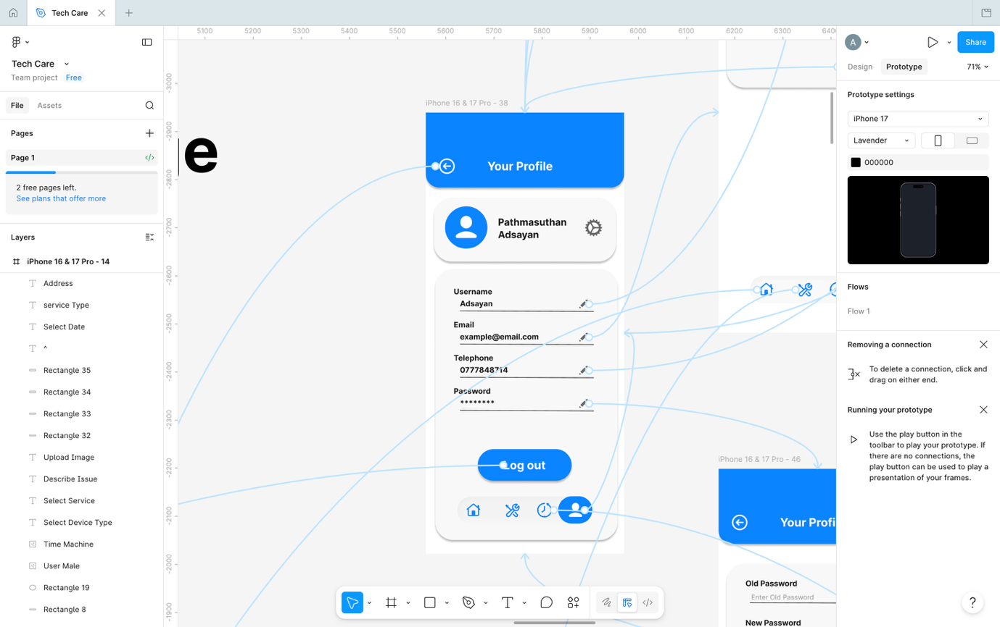 Tech Care
Tech Care
Team project Free
File Assets
Pages
Page 1
2 free pages left.
See plans that offer more
Layers
iPhone 16 & 17 Pro - 14
Address
service Type
Select Date
^
Rectangle 35
Rectangle 34
Rectangle 33
Rectangle 32
Upload Image
Describe Issue
Select Service
Select Device Type
Time Machine
User Male
Rectangle 19
Rectangle 8
5100 5200 5300 5400 5500 5600 5700 5800 5900 6000 6100 6200 6300 6400
-3000
-2900
-2800
-2700
-2600
-2500
-2400
-2300
-2200
-2100
-2000
-1900
e
iPhone 16 & 17 Pro - 38
Your Profile
Pathmasuthan
Adsayan
Username
Adsayan
Email
example@email.com
Telephone
0777848714
Password
********
Log out
iPhone 16 & 17 Pro - 46
Your Profi
Old Password
Enter Old Password
New Password
A
Share
Design Prototype 71%
Prototype settings
iPhone 17
Lavender
000000
Flows
Flow 1
Removing a connection
To delete a connection, click and
drag on either end.
Running your prototype
Use the play button in the
toolbar to play your prototype. If
there are no connections, the
play button can be used to play a
presentation of your frames.
?